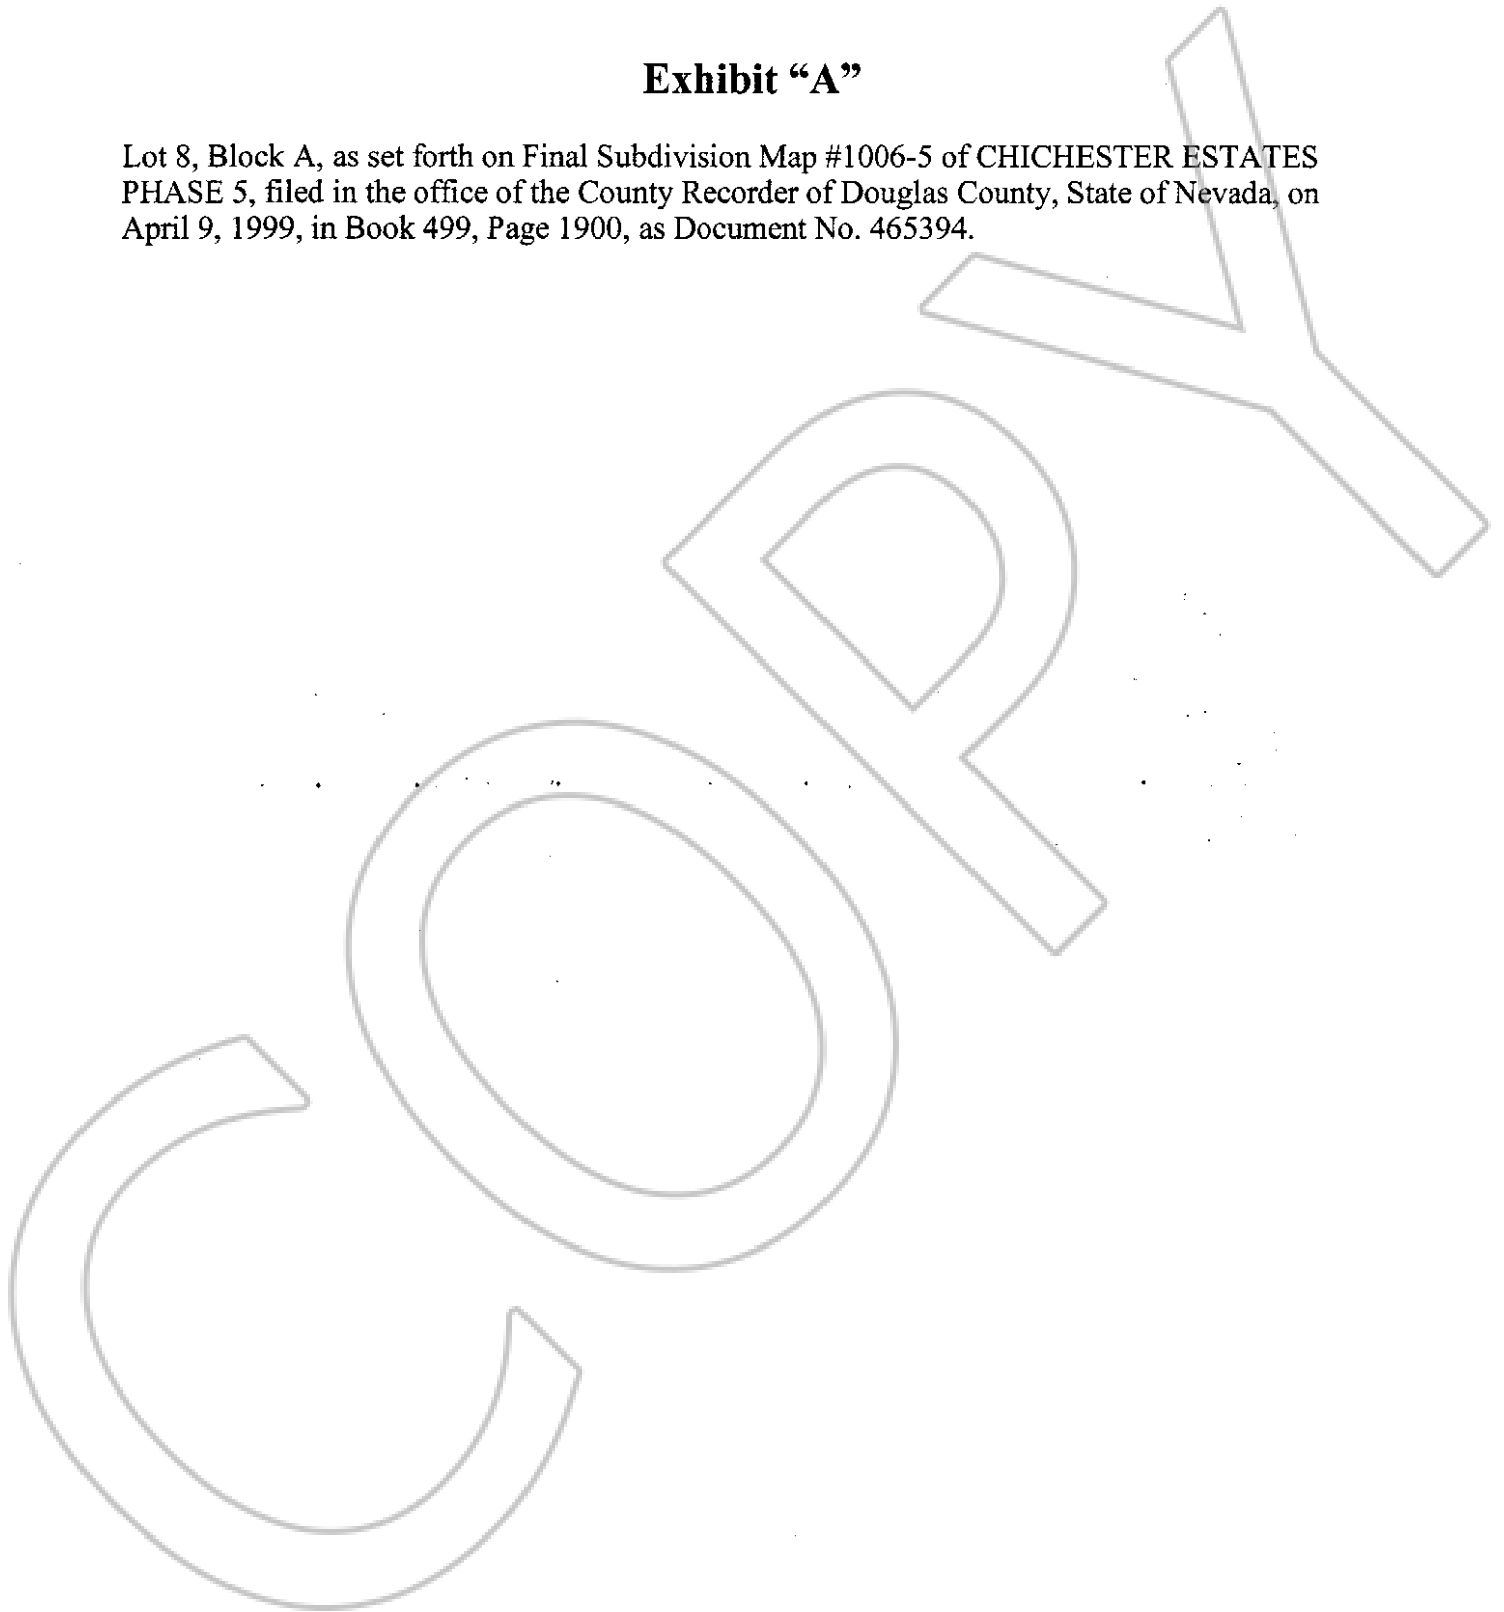 Exhibit “A”
Lot 8, Block A, as set forth on Final Subdivision Map #1006-5 of CHICHESTER ESTATES
PHASE 5, filed in the office of the County Recorder of Douglas County, State of Nevada, on
April 9, 1999, in Book 499, Page 1900, as Document No. 465394.
COPY